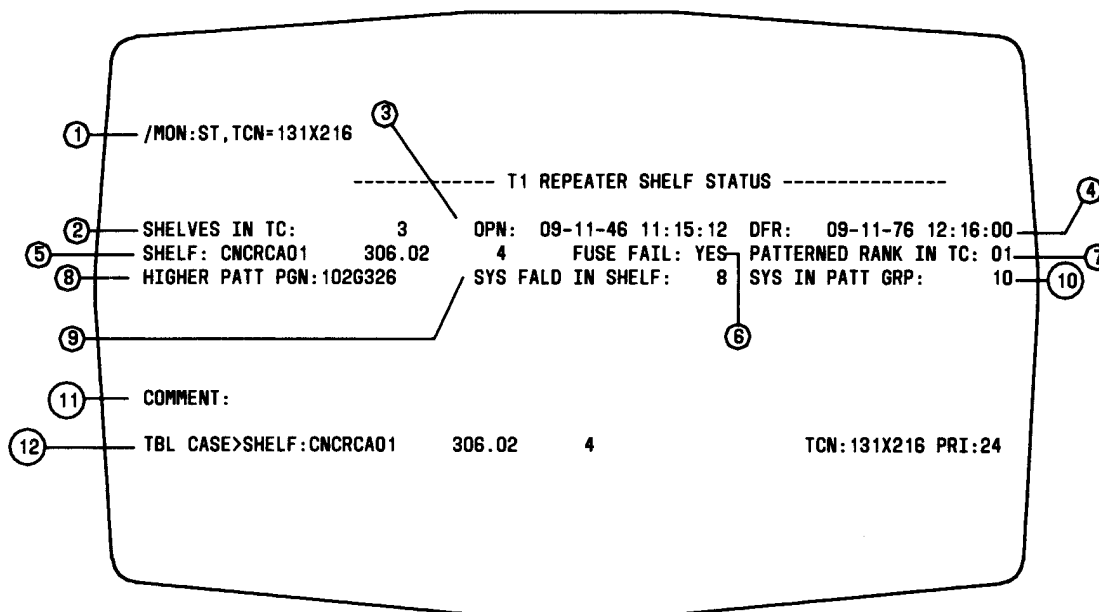 ③
① /MON:ST,TCN=131X216
------------ T1 REPEATER SHELF STATUS --------------
④
② SHELVES IN TC: 3 OPN: 09-11-46 11:15:12 DFR: 09-11-76 12:16:00
⑤ SHELF: CNCRCA01 306.02 4 FUSE FAIL: YES PATTERNED RANK IN TC: 01 ⑦
⑧ HIGHER PATT PGN:102G326 SYS FALD IN SHELF: 8 SYS IN PATT GRP: 10 ⑩
⑨ ⑥
⑪ COMMENT:
⑫ TBL CASE>SHELF:CNCRCA01 306.02 4 TCN:131X216 PRI:24